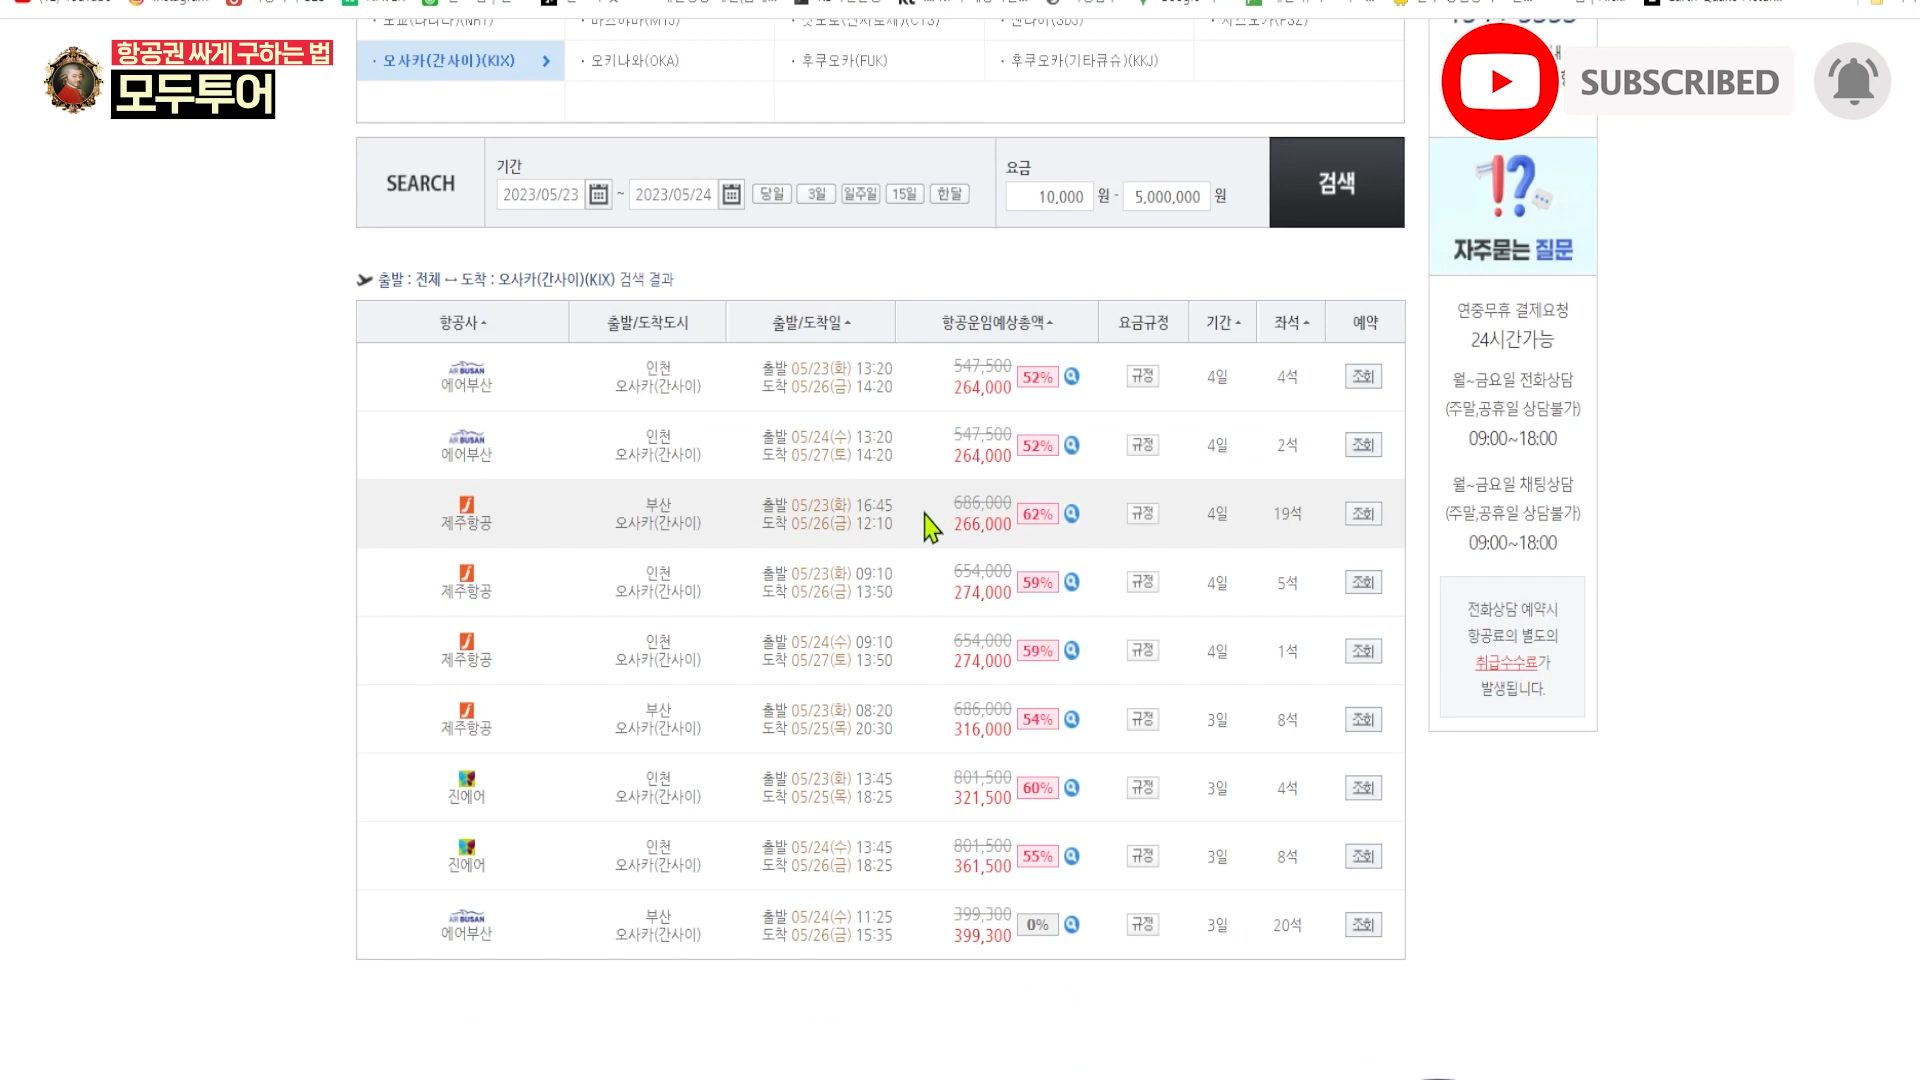 항공권 싸게 구하는 법
모두투어
SUBSCRIBED
· 오사카(간사이)(KIX)
· 오키나와(OKA)
· 후쿠오카(FUK)
· 후쿠오카(기타큐슈)(KKJ)
SEARCH
기간
2023/05/23 ~ 2023/05/24 당일 3일 일주일 15일 한달
요금
10,000 원 - 5,000,000 원
검색
출발 : 전체 ↔ 도착 : 오사카(간사이)(KIX) 검색 결과
항공사 출발/도착도시 출발/도착일 항공운임예상총액 요금규정 기간 좌석 예약
AIR BUSAN
에어부산
인천
오사카(간사이)
출발 05/23(화) 13:20
도착 05/26(금) 14:20
547,500
264,000
52% 규정 4일 4석 조회
AIR BUSAN
에어부산
인천
오사카(간사이)
출발 05/24(수) 13:20
도착 05/27(토) 14:20
547,500
264,000
52% 규정 4일 2석 조회
제주항공
부산
오사카(간사이)
출발 05/23(화) 16:45
도착 05/26(금) 12:10
686,000
266,000
62% 규정 4일 19석 조회
제주항공
인천
오사카(간사이)
출발 05/23(화) 09:10
도착 05/26(금) 13:50
654,000
274,000
59% 규정 4일 5석 조회
제주항공
인천
오사카(간사이)
출발 05/24(수) 09:10
도착 05/27(토) 13:50
654,000
274,000
59% 규정 4일 1석 조회
제주항공
부산
오사카(간사이)
출발 05/23(화) 08:20
도착 05/25(목) 20:30
686,000
316,000
54% 규정 3일 8석 조회
진에어
인천
오사카(간사이)
출발 05/23(화) 13:45
도착 05/25(목) 18:25
801,500
321,500
60% 규정 3일 4석 조회
진에어
인천
오사카(간사이)
출발 05/24(수) 13:45
도착 05/26(금) 18:25
801,500
361,500
55% 규정 3일 8석 조회
AIR BUSAN
에어부산
부산
오사카(간사이)
출발 05/24(수) 11:25
도착 05/26(금) 15:35
399,300
399,300
0% 규정 3일 20석 조회
자주묻는 질문
연중무휴 결제요청
24시간가능
월~금요일 전화상담
(주말,공휴일 상담불가)
09:00~18:00
월~금요일 채팅상담
(주말,공휴일 상담불가)
09:00~18:00
전화상담 예약시
항공료의 별도의
취급수수료가
발생됩니다.